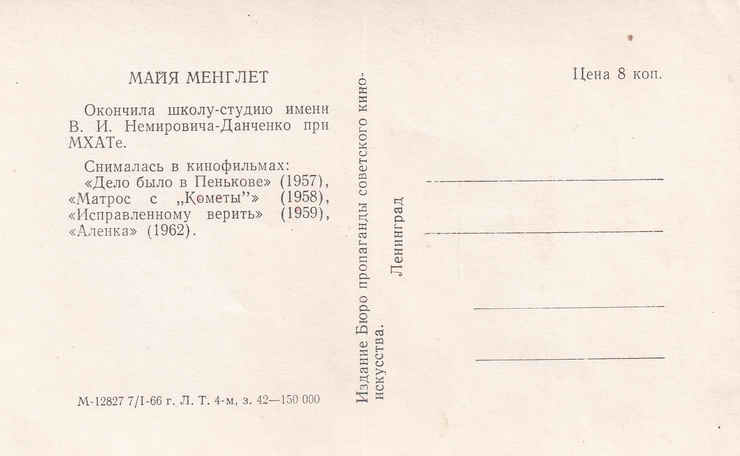 МАЙЯ МЕНГЛЕТ
Окончила школу-студию имени
В. И. Немировича-Данченко при
МХАТе.
Снималась в кинофильмах:
«Дело было в Пенькове» (1957),
«Матрос с „Кометы"» (1958),
«Исправленному верить» (1959),
«Аленка» (1962).
М-12827 7/I-66 г. Л. Т. 4-м, з. 42—150 000
Издание Бюро пропаганды советского кино-
искусства.
Ленинград
Цена 8 коп.